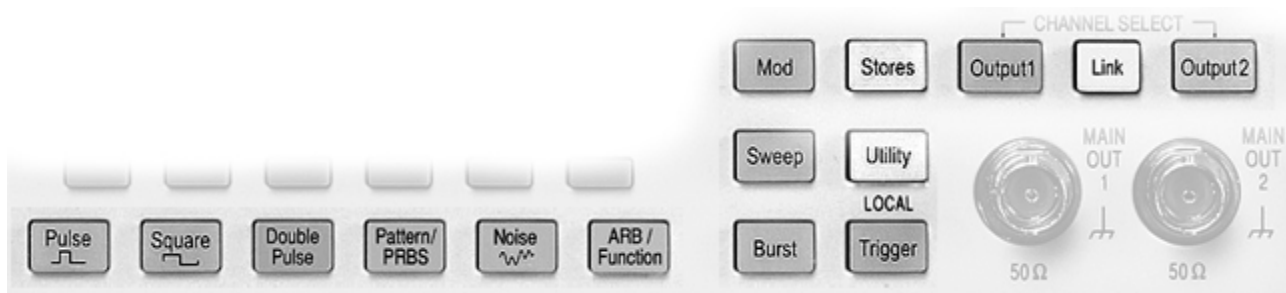 CHANNEL SELECT
Mod Stores Output1 Link Output2
Sweep Utility
MAIN OUT 1
MAIN OUT 2
LOCAL
Pulse
Square
Double Pulse
Pattern/ PRBS
Noise
ARB / Function
Burst Trigger
50 Ω 50 Ω